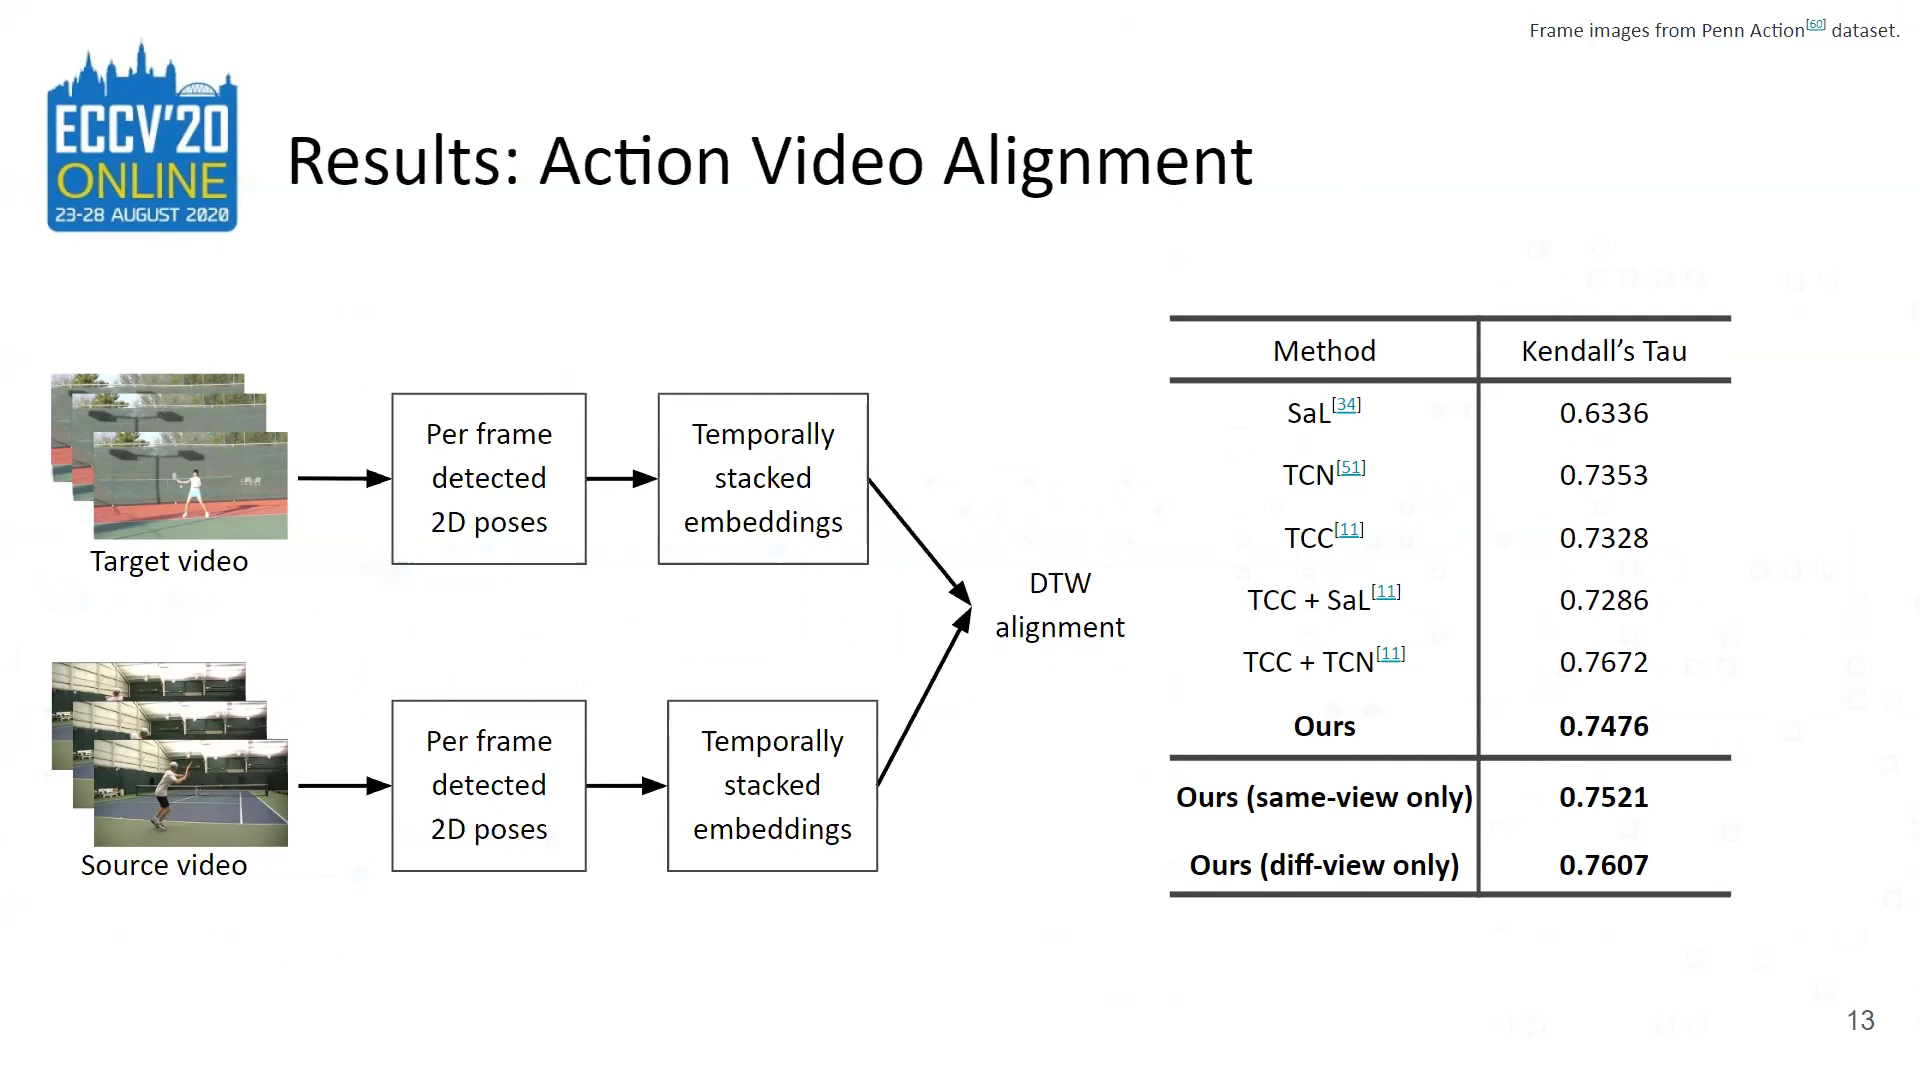 Frame images from Penn Action[60] dataset.
ECCV'20
ONLINE
23-28 AUGUST 2020
Results: Action Video Alignment
Target video
Per frame
detected
2D poses
Temporally
stacked
embeddings
Source video
Per frame
detected
2D poses
Temporally
stacked
embeddings
DTW
alignment
Method Kendall’s Tau
SaL[34] 0.6336
TCN[51] 0.7353
TCC[11] 0.7328
TCC + SaL[11] 0.7286
TCC + TCN[11] 0.7672
Ours 0.7476
Ours (same-view only) 0.7521
Ours (diff-view only) 0.7607
13